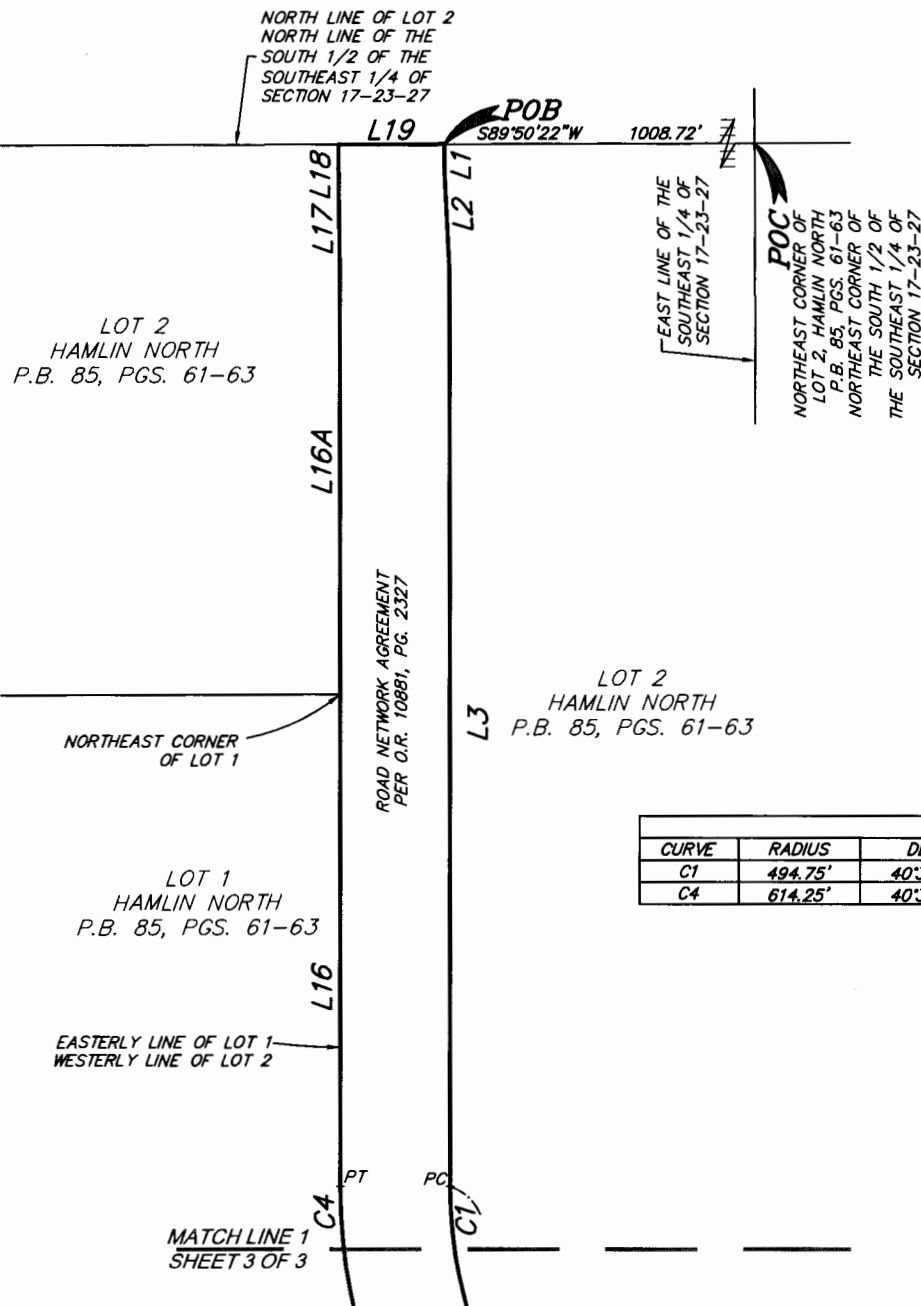 NORTH LINE OF LOT 2
NORTH LINE OF THE
SOUTH 1/2 OF THE
SOUTHEAST 1/4 OF
SECTION 17-23-27
L19
POB
S89°50'22"W 1008.72'
L18
L17
L1
L2
EAST LINE OF THE
SOUTHEAST 1/4 OF
SECTION 17-23-27
POC
NORTHEAST CORNER OF
LOT 2, HAMLIN NORTH
P.B. 85, PGS. 61-63
NORTHEAST CORNER OF
THE SOUTH 1/2 OF
THE SOUTHEAST 1/4 OF
SECTION 17-23-27
LOT 2
HAMLIN NORTH
P.B. 85, PGS. 61-63
L16A
ROAD NETWORK AGREEMENT
PER O.R. 10881, PG. 2327
LOT 2
HAMLIN NORTH
P.B. 85, PGS. 61-63
L3
NORTHEAST CORNER
OF LOT 1
CURVE RADIUS
C1 494.75'
C4 614.25'
LOT 1
HAMLIN NORTH
P.B. 85, PGS. 61-63
L16
EASTERLY LINE OF LOT 1
WESTERLY LINE OF LOT 2
PT
PC
C4
C1
MATCH LINE 1
SHEET 3 OF 3